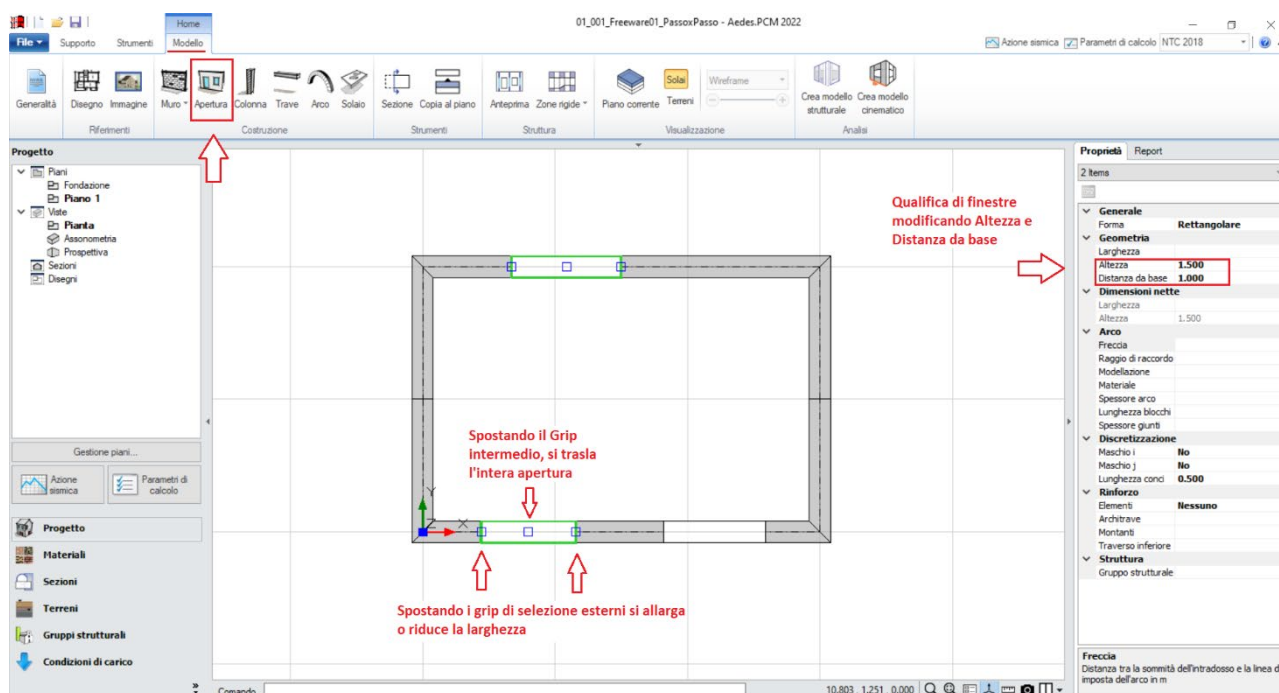 01_001_Freeware01_PassoxPasso - Aedes.PCM 2022
Home
File Supporto Strumenti Modello
Azione sismica Parametri di calcolo NTC 2018
Generalità Disegno Immagine Muro Apertura Colonna Trave Arco Solaio Sezione Copia al piano Anteprima Zone rigide Piano corrente Solai Terreni Wireframe Crea modello strutturale Crea modello cinematico
Riferimenti Costruzione Strumenti Struttura Visualizzazione Analisi
Progetto
Piani
Fondazione
Piano 1
Viste
Pianta
Assonometria
Prospettiva
Sezioni
Disegni
Gestione piani...
Azione sismica
Parametri di calcolo
Progetto
Materiali
Sezioni
Terreni
Gruppi strutturali
Condizioni di carico
Qualifica di finestre
modificando Altezza e
Distanza da base
Spostando il Grip
intermedio, si trasla
l'intera apertura
Y
Z X
Spostando i grip di selezione esterni si allarga
o riduce la larghezza
Comando
10.803 1.251 0.000
Proprietà Report
2 Items
Generale
Forma Rettangolare
Geometria
Larghezza
Altezza 1.500
Distanza da base 1.000
Dimensioni nette
Larghezza
Altezza 1.500
Arco
Freccia
Raggio di raccordo
Modellazione
Materiale
Spessore arco
Lunghezza blocchi
Spessore giunti
Discretizzazione
Maschio i No
Maschio j No
Lunghezza conci 0.500
Rinforzo
Elementi Nessuno
Architrave
Montanti
Traverso inferiore
Struttura
Gruppo strutturale
Freccia
Distanza tra la sommità dell'intradosso e la linea d
imposta dell'arco in m